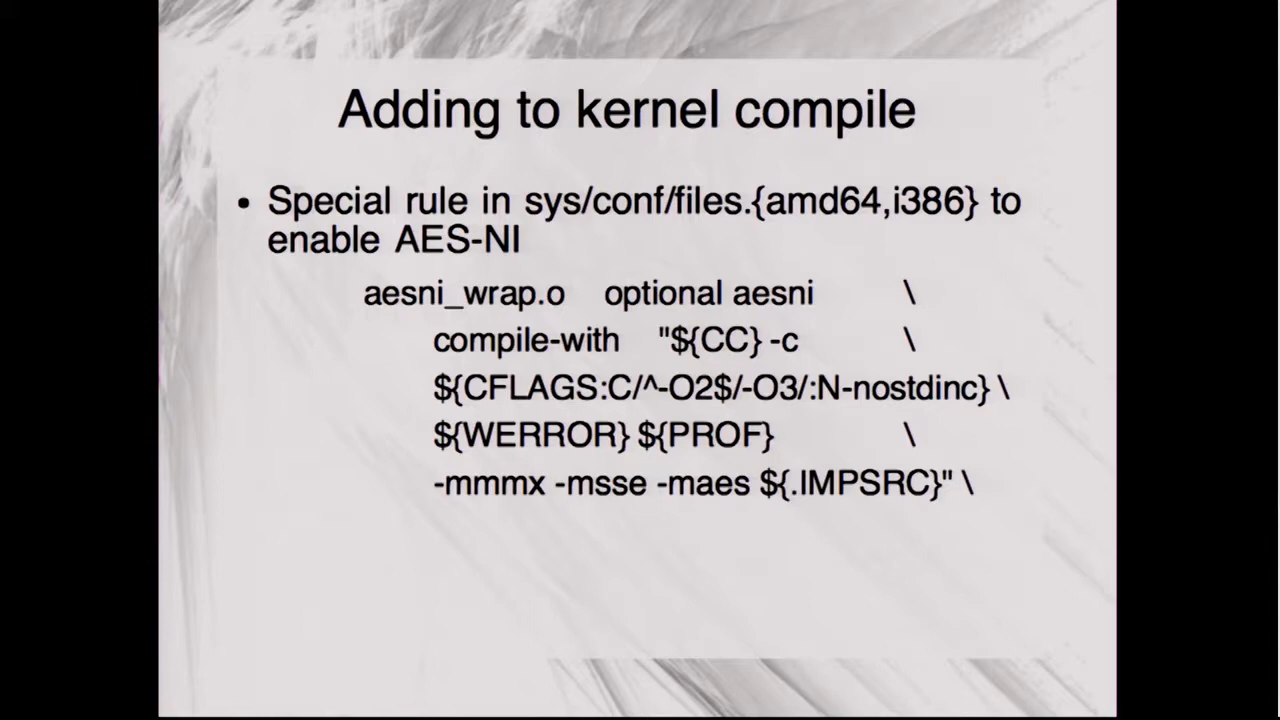 Adding to kernel compile
• Special rule in sys/conf/files.{amd64,i386} to
enable AES-NI
aesni_wrap.o optional aesni \
compile-with "${CC} -c \
${CFLAGS:C/^-O2$/-O3/:N-nostdinc} \
${WERROR} ${PROF} \
-mmmx -msse -maes ${.IMPSRC}" \